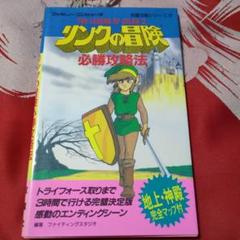 リンクの冒険
必勝攻略法
トライフォース取りまで
3時間で行ける完璧決定版
感動のエンディングシーン
地上・神殿
完全マップ付
編著 ファイティングスタジオ